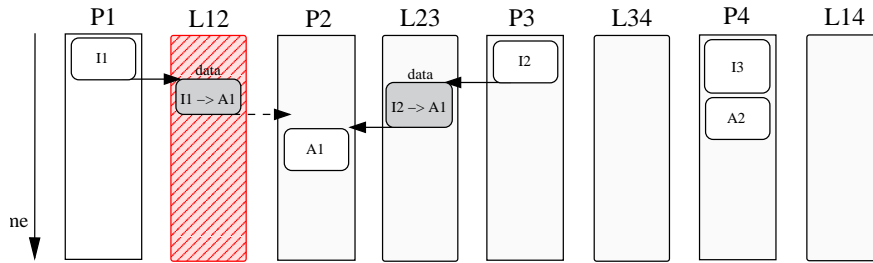 P1 L12 P2 L23 P3 L34 P4 L14
I1 I2 I3
data data
I1 –> A1 I2 –> A1 A2
A1
ne